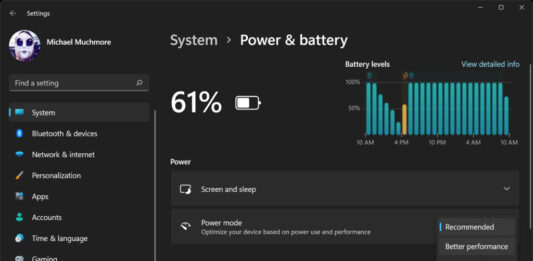 Settings
Michael Muchmore
Find a setting
System
Bluetooth & devices
Network & internet
Personalization
Apps
Accounts
Time & language
Gaming
System > Power & battery
61%
Battery levels
View detailed info
100%
50%
10 AM
4 PM
10 PM
4 AM
10 AM
Power
Screen and sleep
Power mode
Optimize your device based on power use and performance
Recommended
Better performance